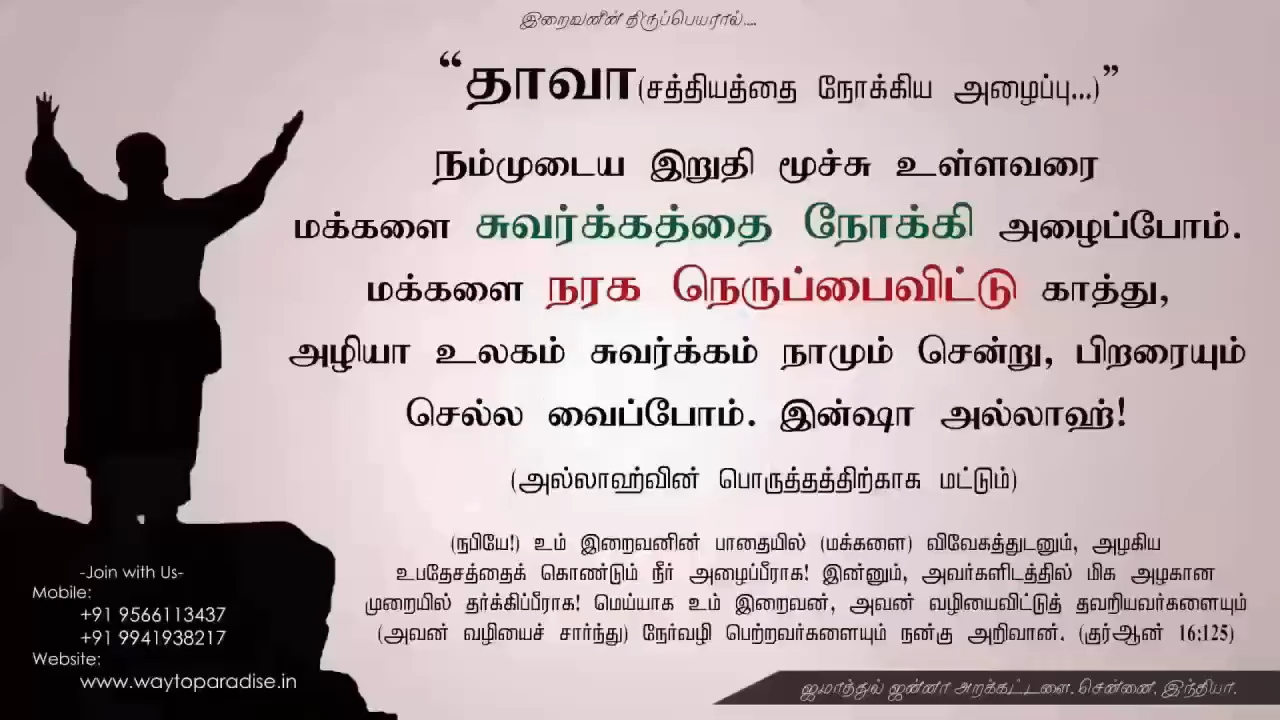 இறைவனின் திருப்பெயரால்....
“தாவா(சத்தியத்தை நோக்கிய அழைப்பு...)”
நம்முடைய இறுதி மூச்சு உள்ளவரை
மக்களை சுவர்க்கத்தை நோக்கி அழைப்போம்.
மக்களை நரக நெருப்பைவிட்டு காத்து,
அழியா உலகம் சுவர்க்கம் நாமும் சென்று, பிறரையும்
செல்ல வைப்போம். இன்ஷா அல்லாஹ்!
(அல்லாஹ்வின் பொருத்தத்திற்காக மட்டும்)
(நபியே!) உம் இறைவனின் பாதையில் (மக்களை) விவேகத்துடனும், அழகிய
உபதேசத்தைக் கொண்டும் நீர் அழைப்பீராக! இன்னும், அவர்களிடத்தில் மிக அழகான
முறையில் தர்க்கிப்பீராக! மெய்யாக உம் இறைவன், அவன் வழியைவிட்டுத் தவறியவர்களையும்
(அவன் வழியைச் சார்ந்து) நேர்வழி பெற்றவர்களையும் நன்கு அறிவான். (குர்ஆன் 16:125)
-Join with Us-
Mobile:
+91 9566113437
+91 9941938217
Website:
www.waytoparadise.in
ஜமாத்துல் ஜன்னா அறக்கட்டளை, சென்னை, இந்தியா.